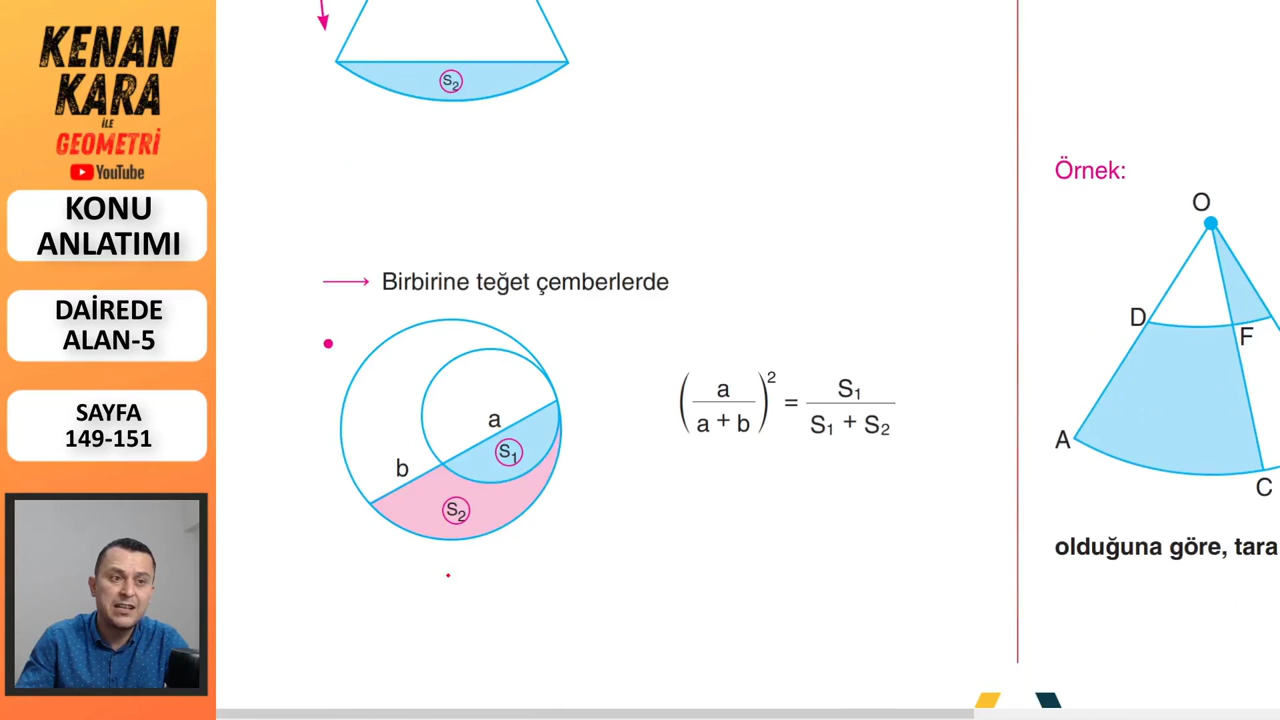 KENAN
KARA
İLE
GEOMETRİ
YouTube
KONU
ANLATIMI
DAİREDE
ALAN-5
SAYFA
149-151
S2
Birbirine teğet çemberlerde
a
b
S1
S2
(a / a + b)² = S1 / S1 + S2
Örnek:
O
D
F
A
C
olduğuna göre, tara